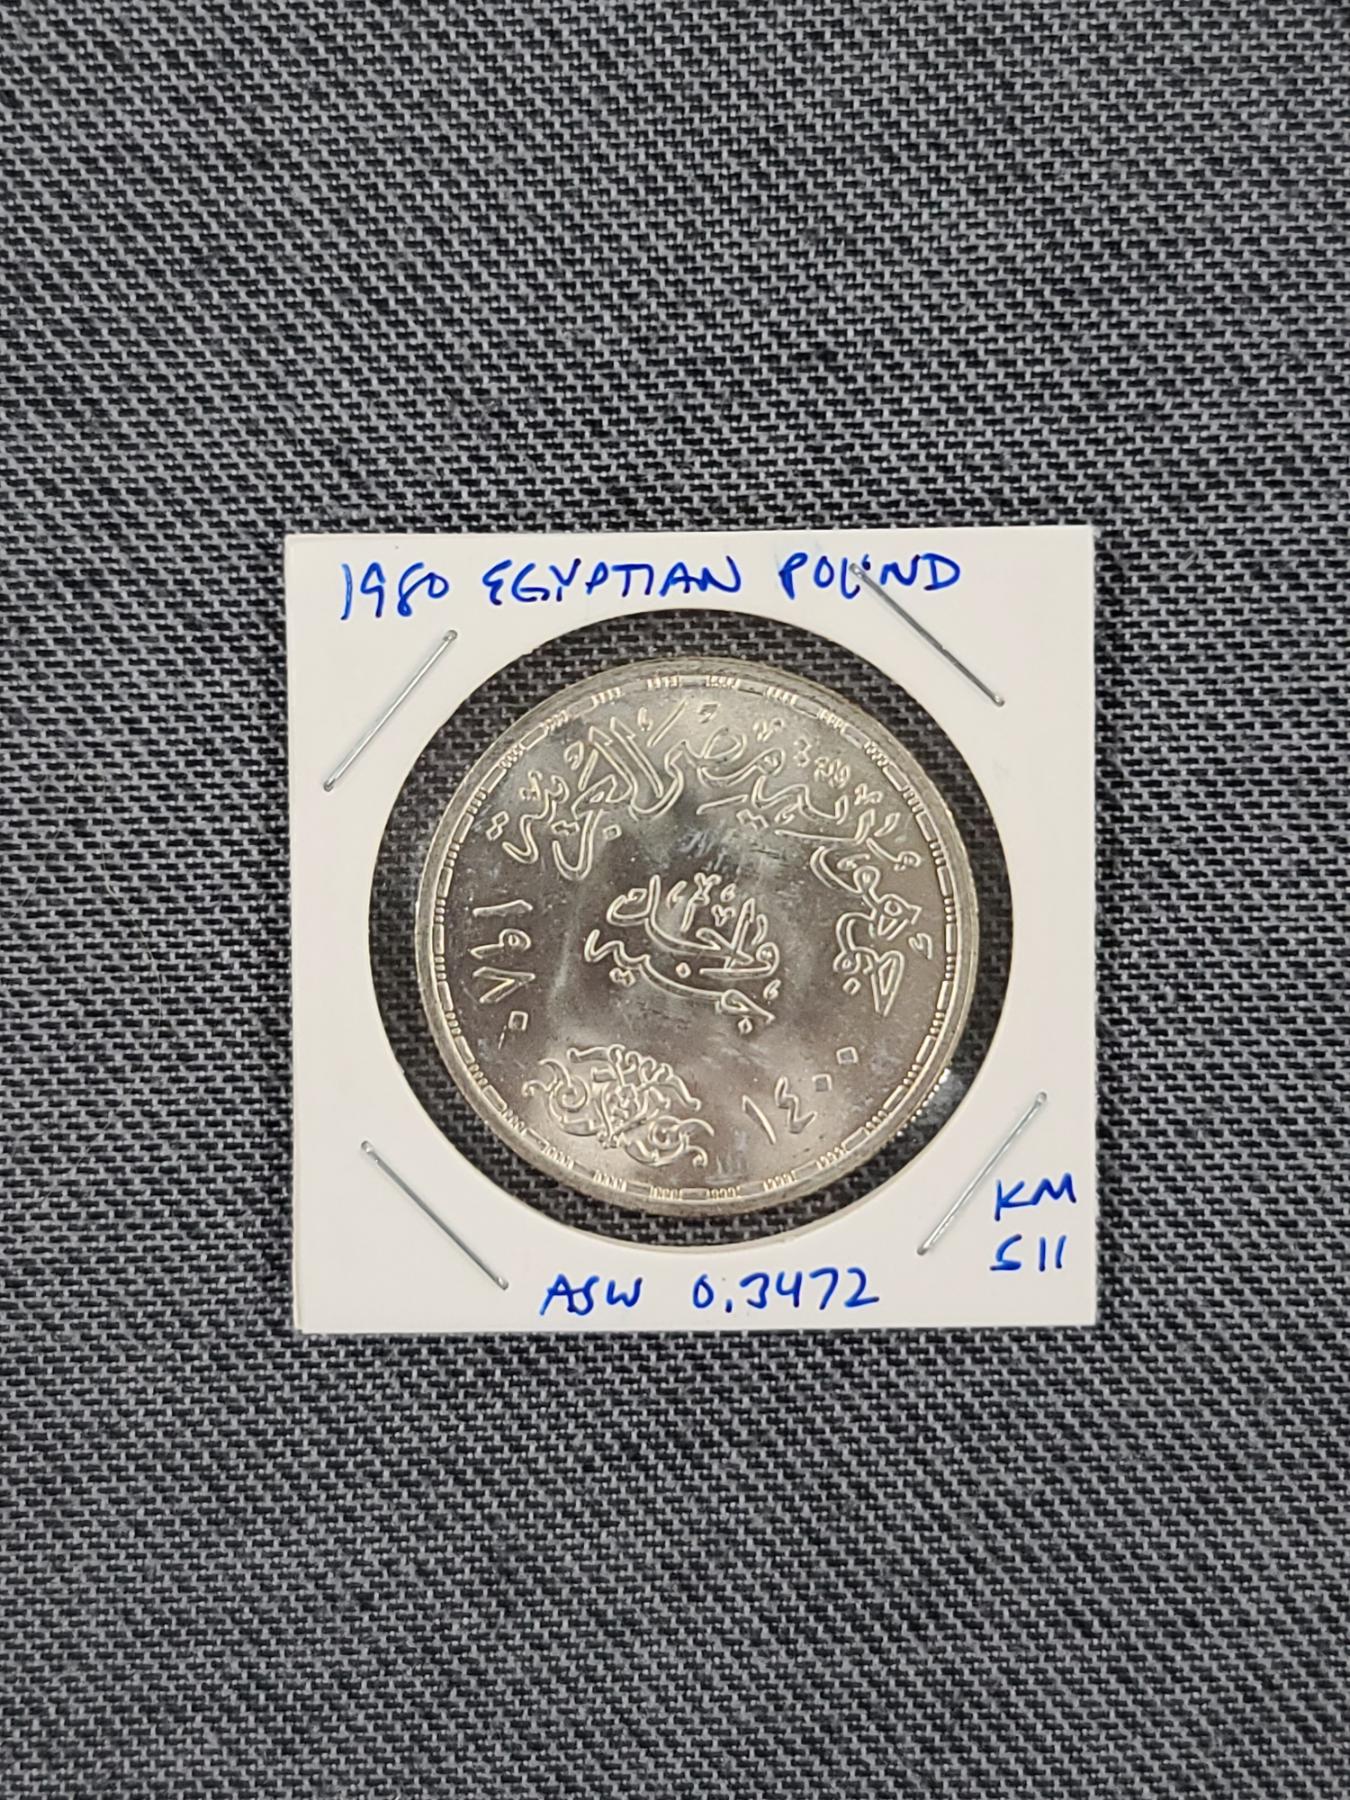 1980 EGYPTIAN POUND
جمهورية مصر العربية
جنيه واحد
١٩٨٠
١٤٠٠
KM
511
ASW 0.3472